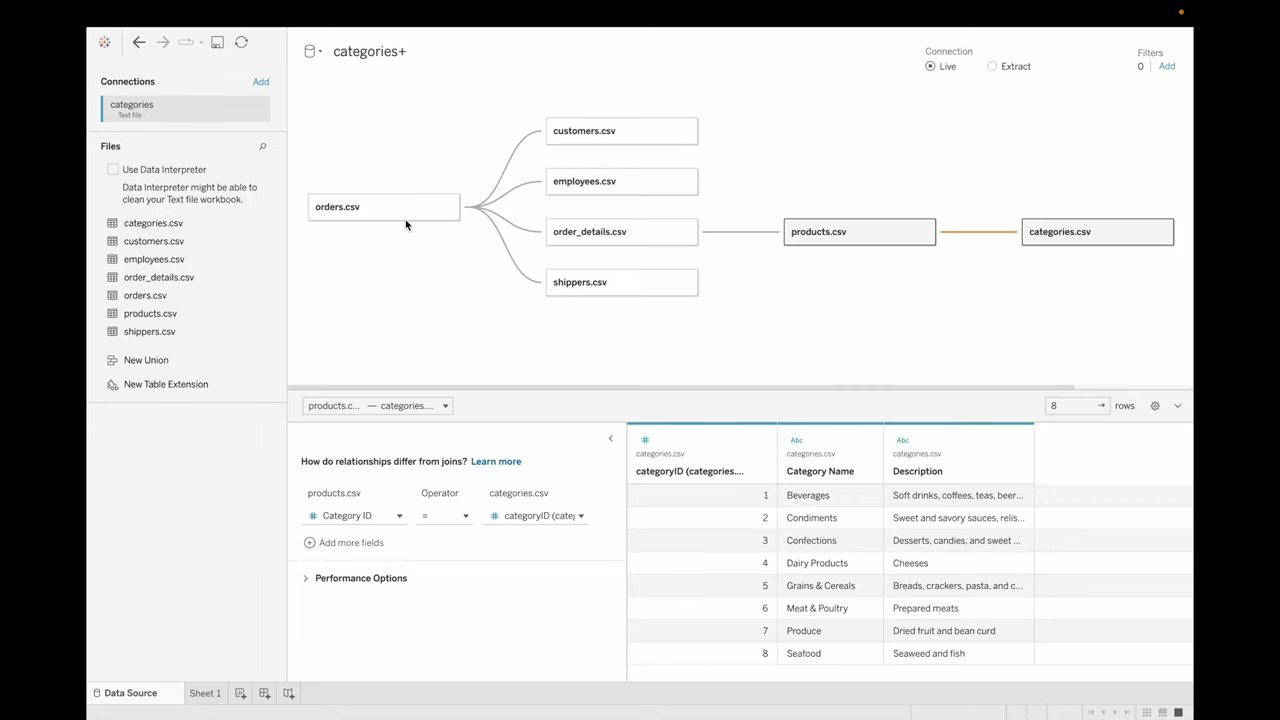 categories+
Connection
Live
Extract
Filters
0 Add
Connections Add
categories
Text file
Files
Use Data Interpreter
Data Interpreter might be able to
clean your Text file workbook.
categories.csv
customers.csv
employees.csv
order_details.csv
orders.csv
products.csv
shippers.csv
New Union
New Table Extension
orders.csv
customers.csv
employees.csv
order_details.csv
shippers.csv
products.csv
categories.csv
products.c... — categories....
8 → rows
How do relationships differ from joins? Learn more
products.csv Operator categories.csv
# Category ID = # categoryID (cate
Add more fields
Performance Options
# Abc Abc
categories.csv categories.csv categories.csv
categoryID (categories.... Category Name Description
1 Beverages Soft drinks, coffees, teas, beer...
2 Condiments Sweet and savory sauces, relis...
3 Confections Desserts, candies, and sweet ...
4 Dairy Products Cheeses
5 Grains & Cereals Breads, crackers, pasta, and c...
6 Meat & Poultry Prepared meats
7 Produce Dried fruit and bean curd
8 Seafood Seaweed and fish
Data Source Sheet 1